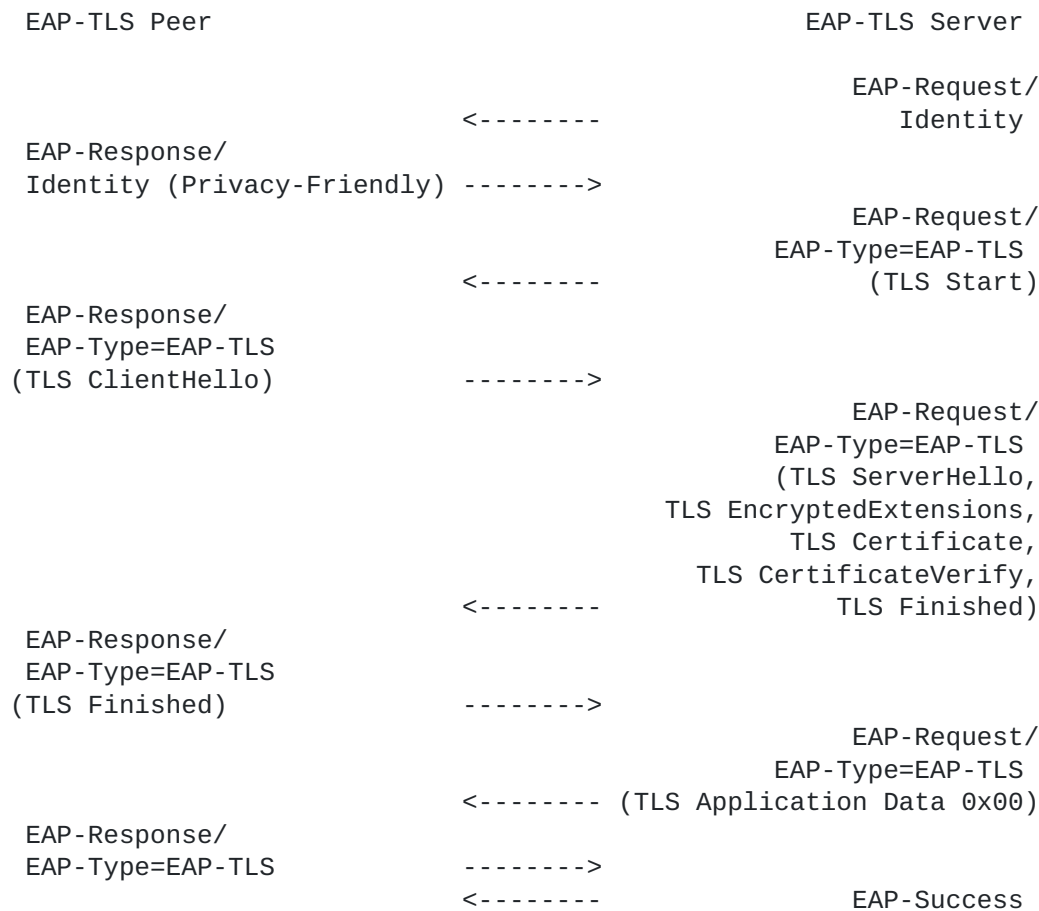 EAP-TLS Peer                                      EAP-TLS Server

                                                     EAP-Request/
                             <--------                   Identity
 EAP-Response/
 Identity (Privacy-Friendly) -------->
                                                     EAP-Request/
                                                EAP-Type=EAP-TLS
                             <--------                 (TLS Start)
 EAP-Response/
 EAP-Type=EAP-TLS
(TLS ClientHello)            -------->
                                                     EAP-Request/
                                                EAP-Type=EAP-TLS
                                                (TLS ServerHello,
                                         TLS EncryptedExtensions,
                                                 TLS Certificate,
                                           TLS CertificateVerify,
                             <--------               TLS Finished)
 EAP-Response/
 EAP-Type=EAP-TLS
(TLS Finished)               -------->
                                                     EAP-Request/
                                                EAP-Type=EAP-TLS
                             <-------- (TLS Application Data 0x00)
 EAP-Response/
 EAP-Type=EAP-TLS            -------->
                             <--------                EAP-Success